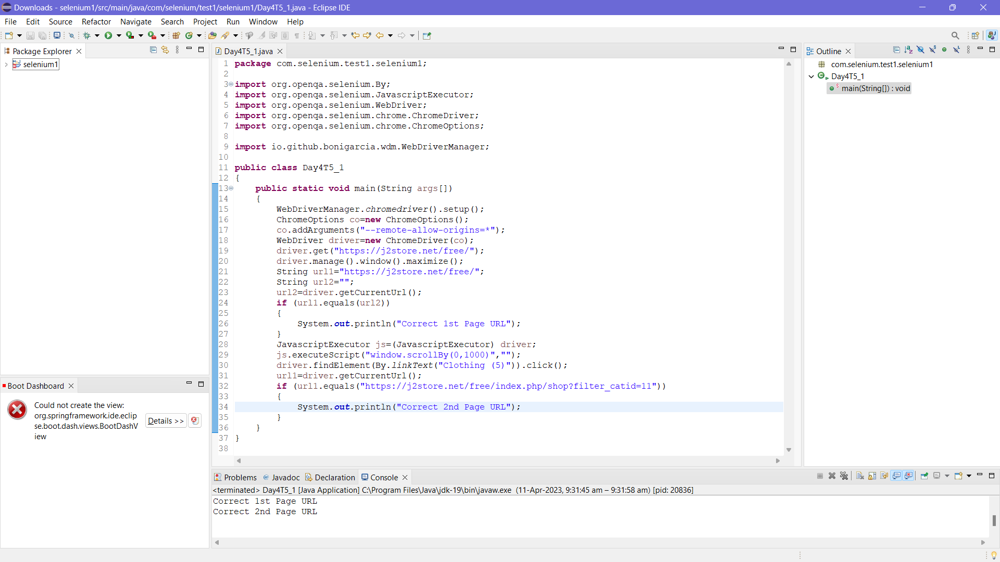 Downloads - selenium1/src/main/java/com/selenium/test1/selenium1/Day4T5_1.java - Eclipse IDE
File Edit Source Refactor Navigate Search Project Run Window Help
Package Explorer
selenium1
Day4T5_1.java
1 package com.selenium.test1.selenium1;
2
3 import org.openqa.selenium.By;
4 import org.openqa.selenium.JavascriptExecutor;
5 import org.openqa.selenium.WebDriver;
6 import org.openqa.selenium.chrome.ChromeDriver;
7 import org.openqa.selenium.chrome.ChromeOptions;
8
9 import io.github.bonigarcia.wdm.WebDriverManager;
10
11 public class Day4T5_1
12 {
13 public static void main(String args[])
14 {
15 WebDriverManager.chromedriver().setup();
16 ChromeOptions co=new ChromeOptions();
17 co.addArguments("--remote-allow-origins=*");
18 WebDriver driver=new ChromeDriver(co);
19 driver.get("https://j2store.net/free/");
20 driver.manage().window().maximize();
21 String url1="https://j2store.net/free/";
22 String url2="";
23 url2=driver.getCurrentUrl();
24 if (url1.equals(url2))
25 {
26 System.out.println("Correct 1st Page URL");
27 }
28 JavascriptExecutor js=(JavascriptExecutor) driver;
29 js.executeScript("window.scrollBy(0,1000)","");
30 driver.findElement(By.linkText("Clothing (5)")).click();
31 url1=driver.getCurrentUrl();
32 if (url1.equals("https://j2store.net/free/index.php/shop?filter_catid=11"))
33 {
34 System.out.println("Correct 2nd Page URL");
35 }
36 }
37 }
38
Outline
com.selenium.test1.selenium1
Day4T5_1
main(String[]) : void
Boot Dashboard
Could not create the view:
org.springframework.ide.eclip
se.boot.dash.views.BootDashV
iew
Details >>
Problems Javadoc Declaration Console
<terminated> Day4T5_1 [Java Application] C:\Program Files\Java\jdk-19\bin\javaw.exe (11-Apr-2023, 9:31:45 am – 9:31:58 am) [pid: 20836]
Correct 1st Page URL
Correct 2nd Page URL